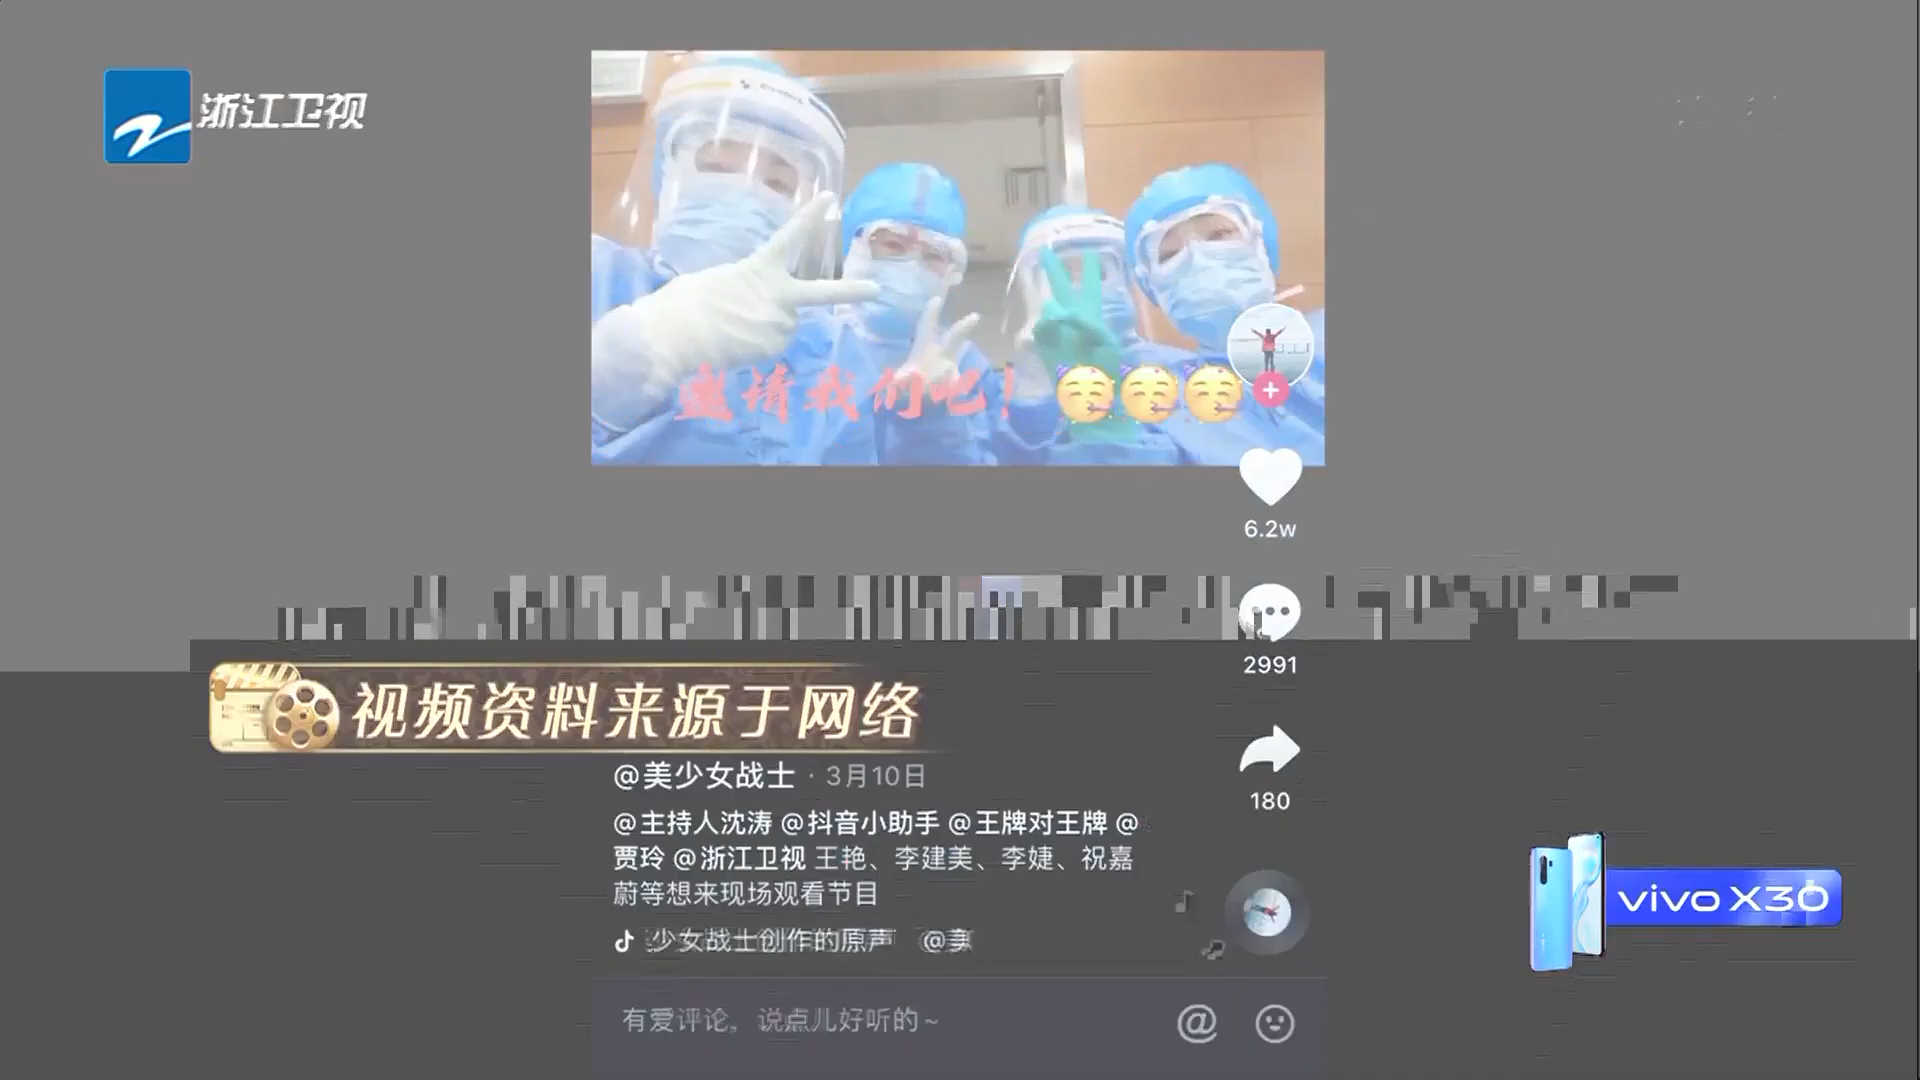 浙江卫视
邀请我们吧！
6.2w
2991
视频资料来源于网络
@美少女战士 · 3月10日
180
@主持人沈涛 @抖音小助手 @王牌对王牌 @
贾玲 @浙江卫视 王艳、李建美、李婕、祝嘉
蔚等想来现场观看节目
vivo X30
少女战士创作的原声 @美
有爱评论，说点儿好听的~